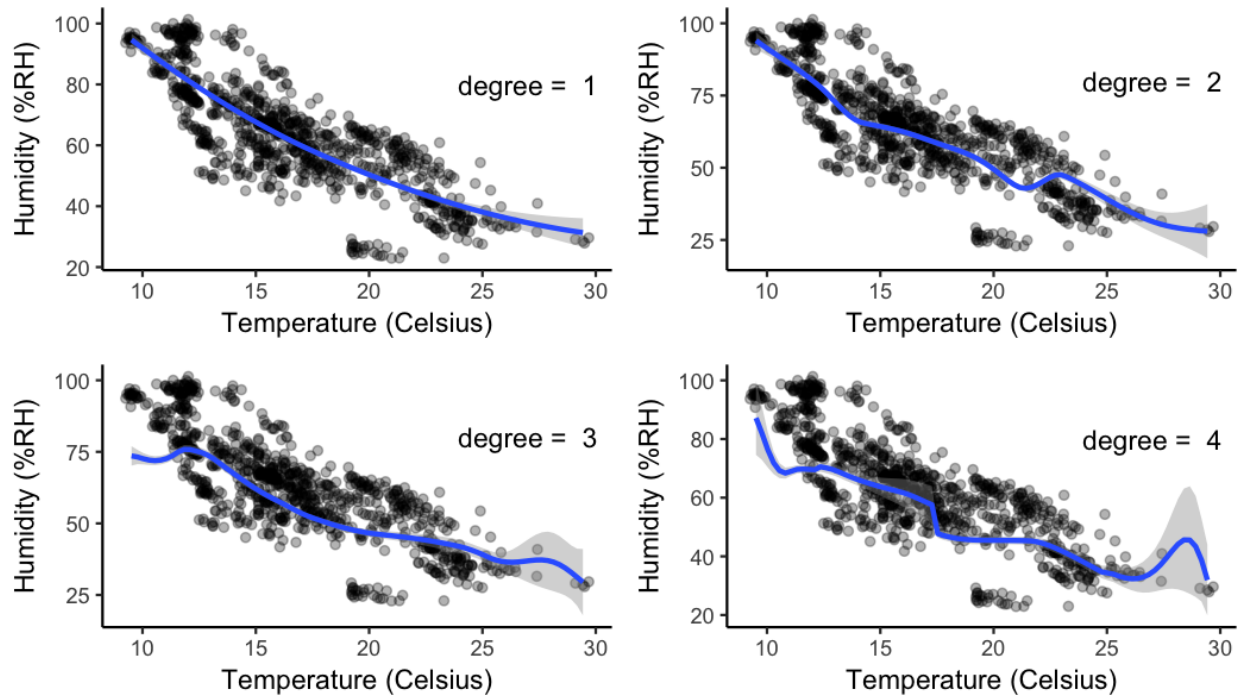 100
80
60
40
20
Humidity (%RH)
degree = 1
10 15 20 25 30
Temperature (Celsius)
100
75
50
25
Humidity (%RH)
degree = 2
10 15 20 25 30
Temperature (Celsius)
100
75
50
25
Humidity (%RH)
degree = 3
10 15 20 25 30
Temperature (Celsius)
100
80
60
40
20
Humidity (%RH)
degree = 4
10 15 20 25 30
Temperature (Celsius)